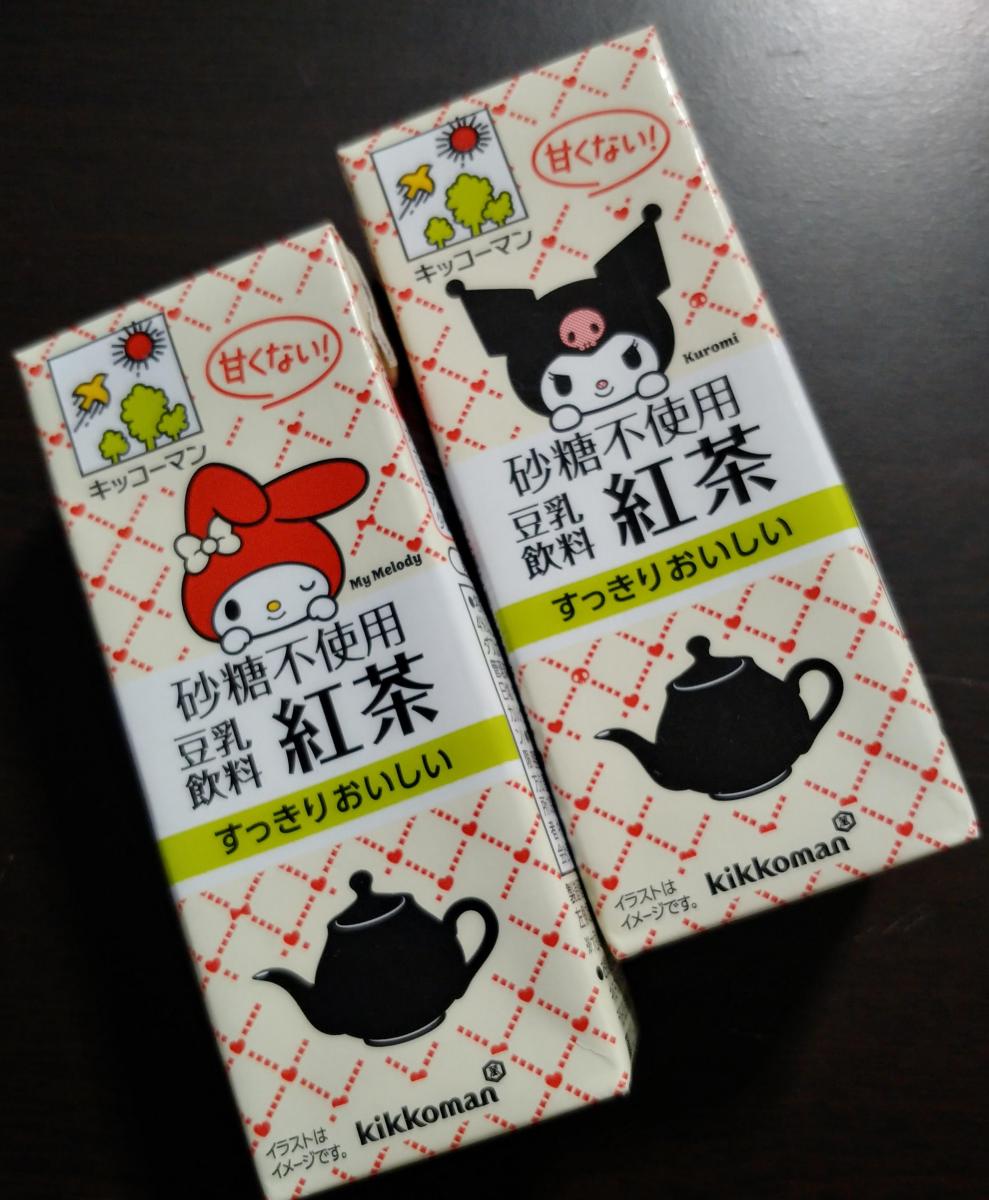 甘くない!
キッコーマン
My Melody
砂糖不使用
豆乳
飲料
紅茶
すっきりおいしい
kikkoman
イラストは
イメージです。
甘くない!
キッコーマン
Kuromi
砂糖不使用
豆乳
飲料
紅茶
すっきりおいしい
kikkoman
イラストは
イメージです。